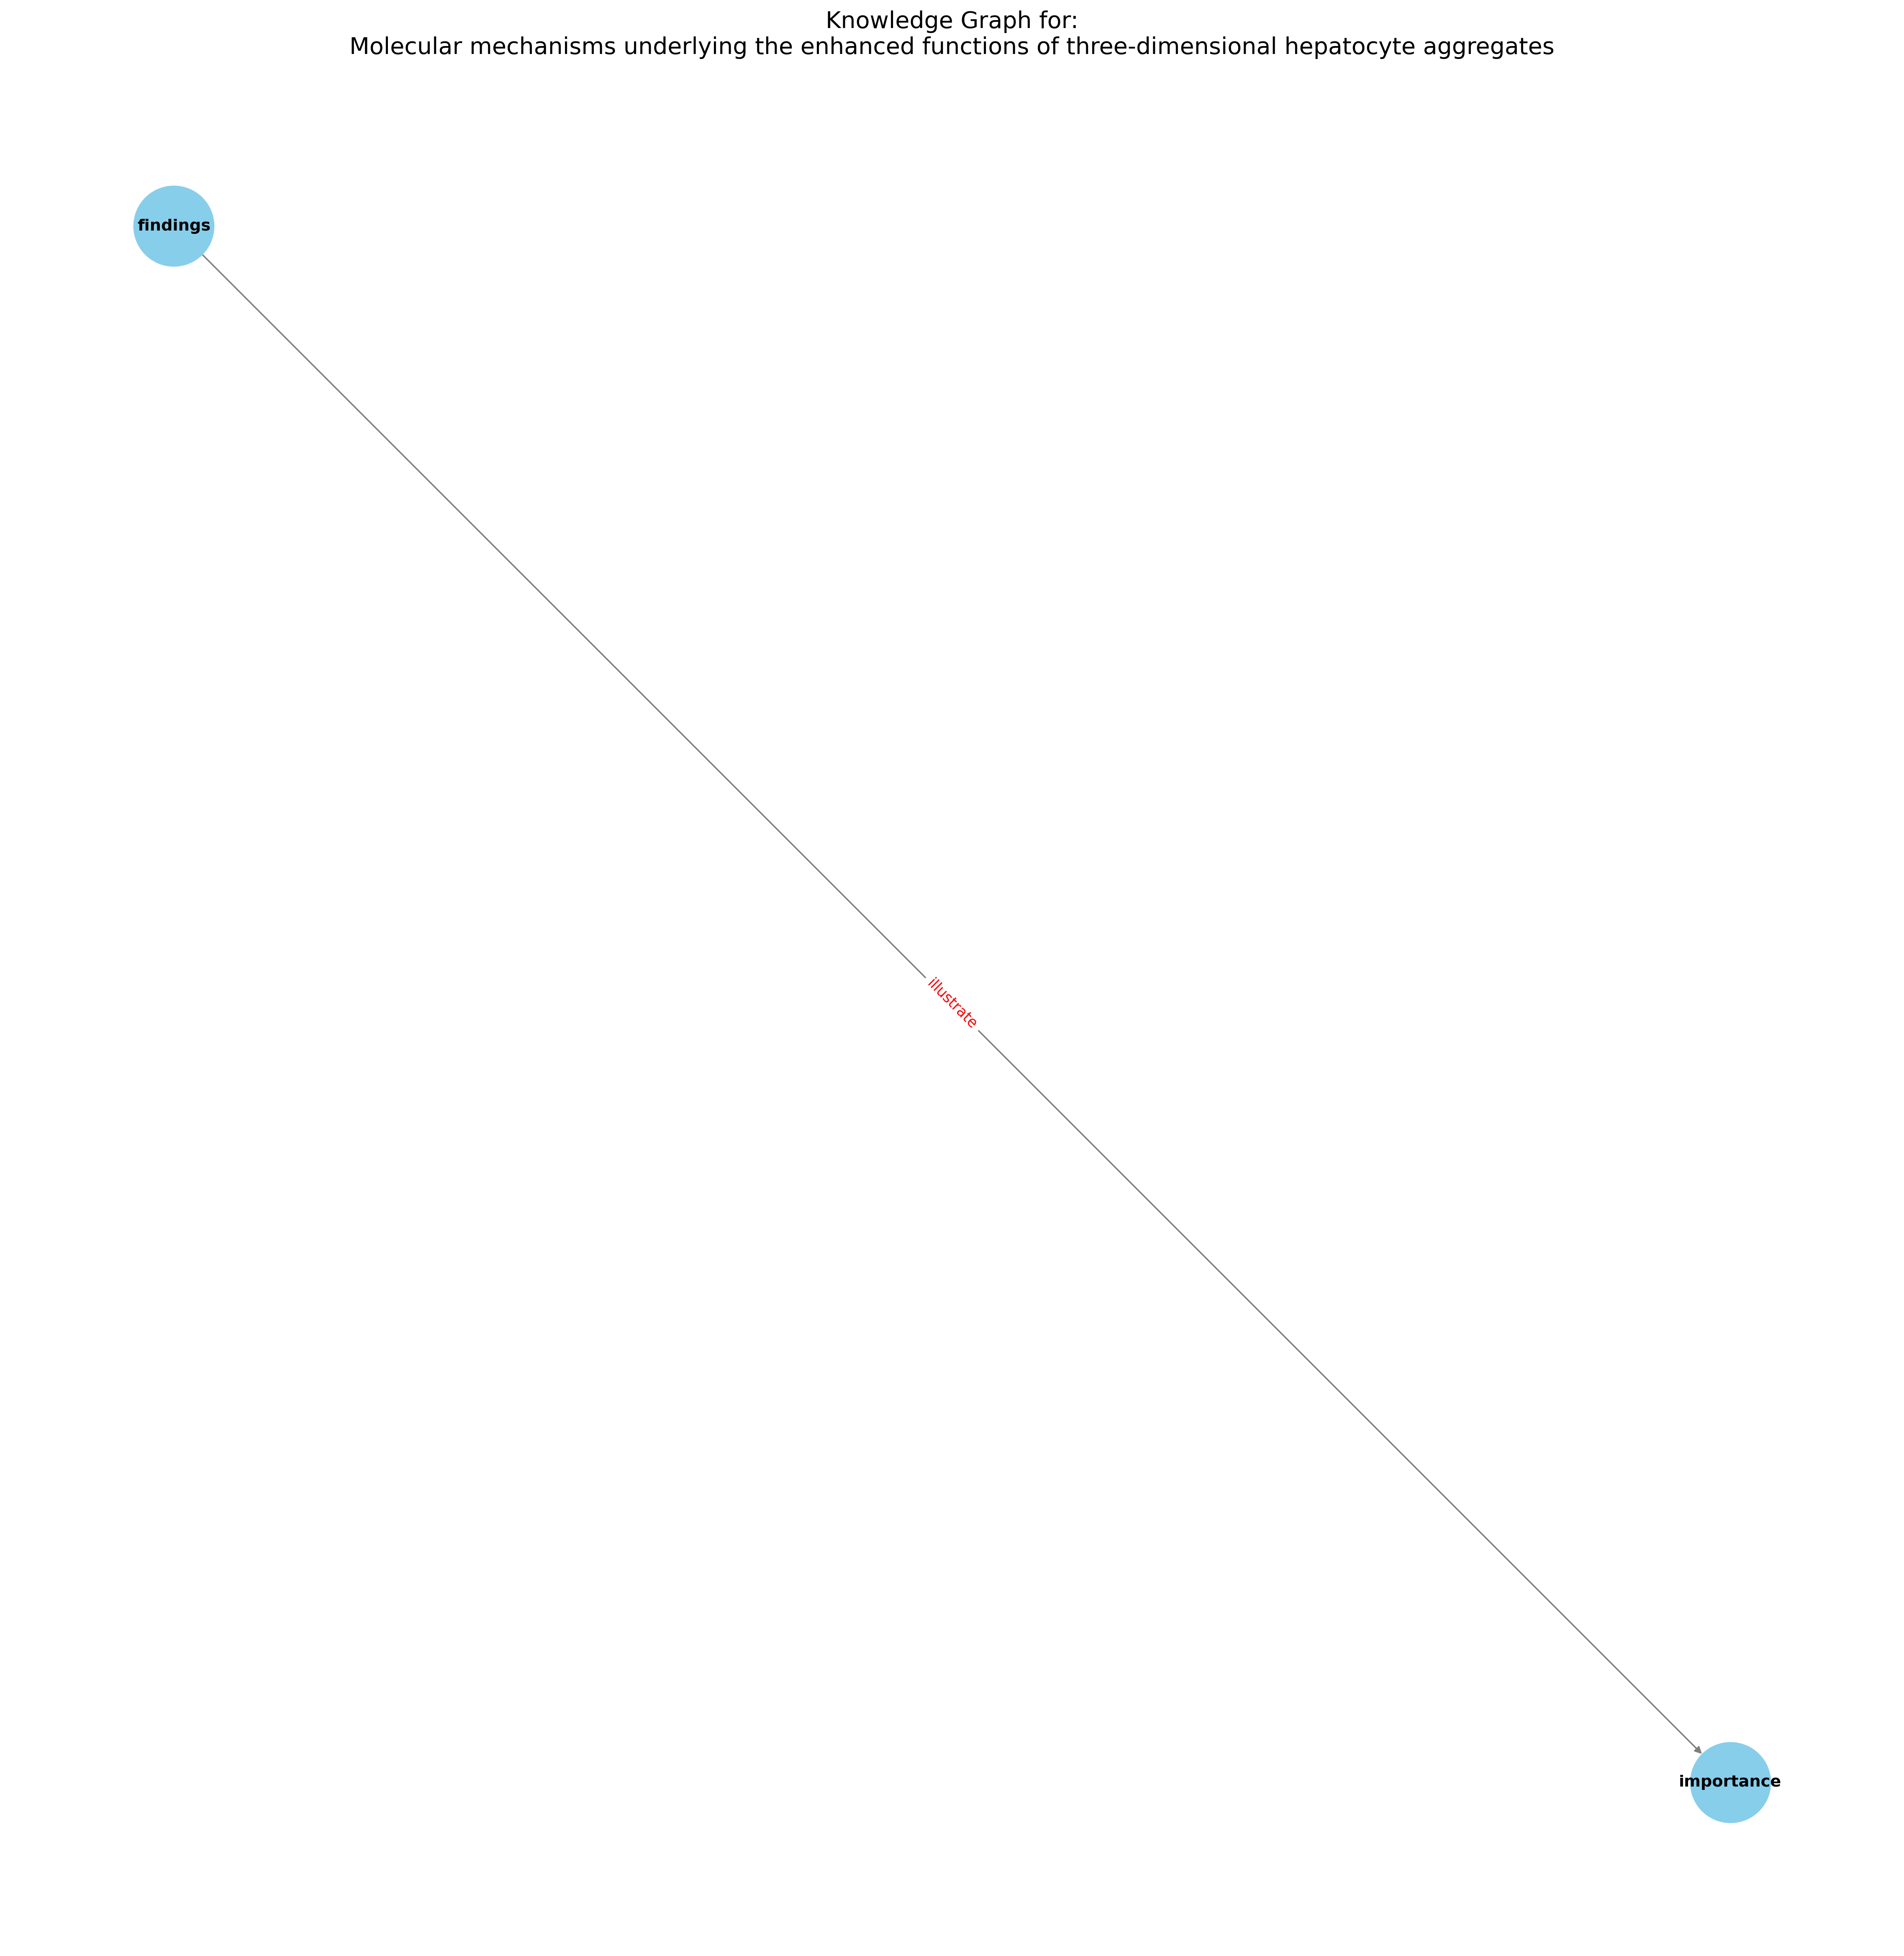 Knowledge Graph for:
Molecular mechanisms underlying the enhanced functions of three-dimensional hepatocyte aggregates
findings
illustrate
importance